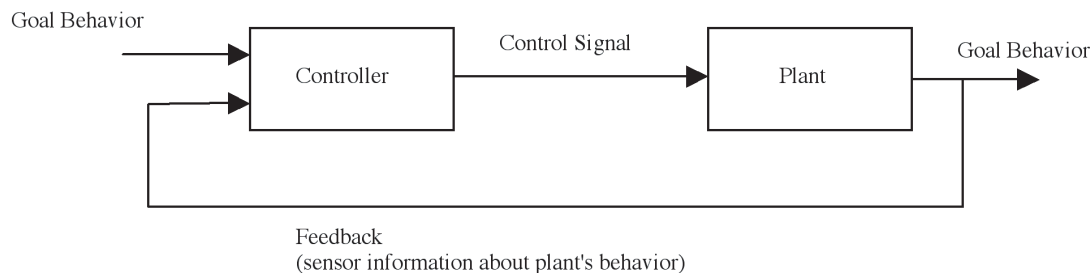 Goal Behavior
Control Signal
Goal Behavior
Controller
Plant
Feedback
(sensor information about plant's behavior)